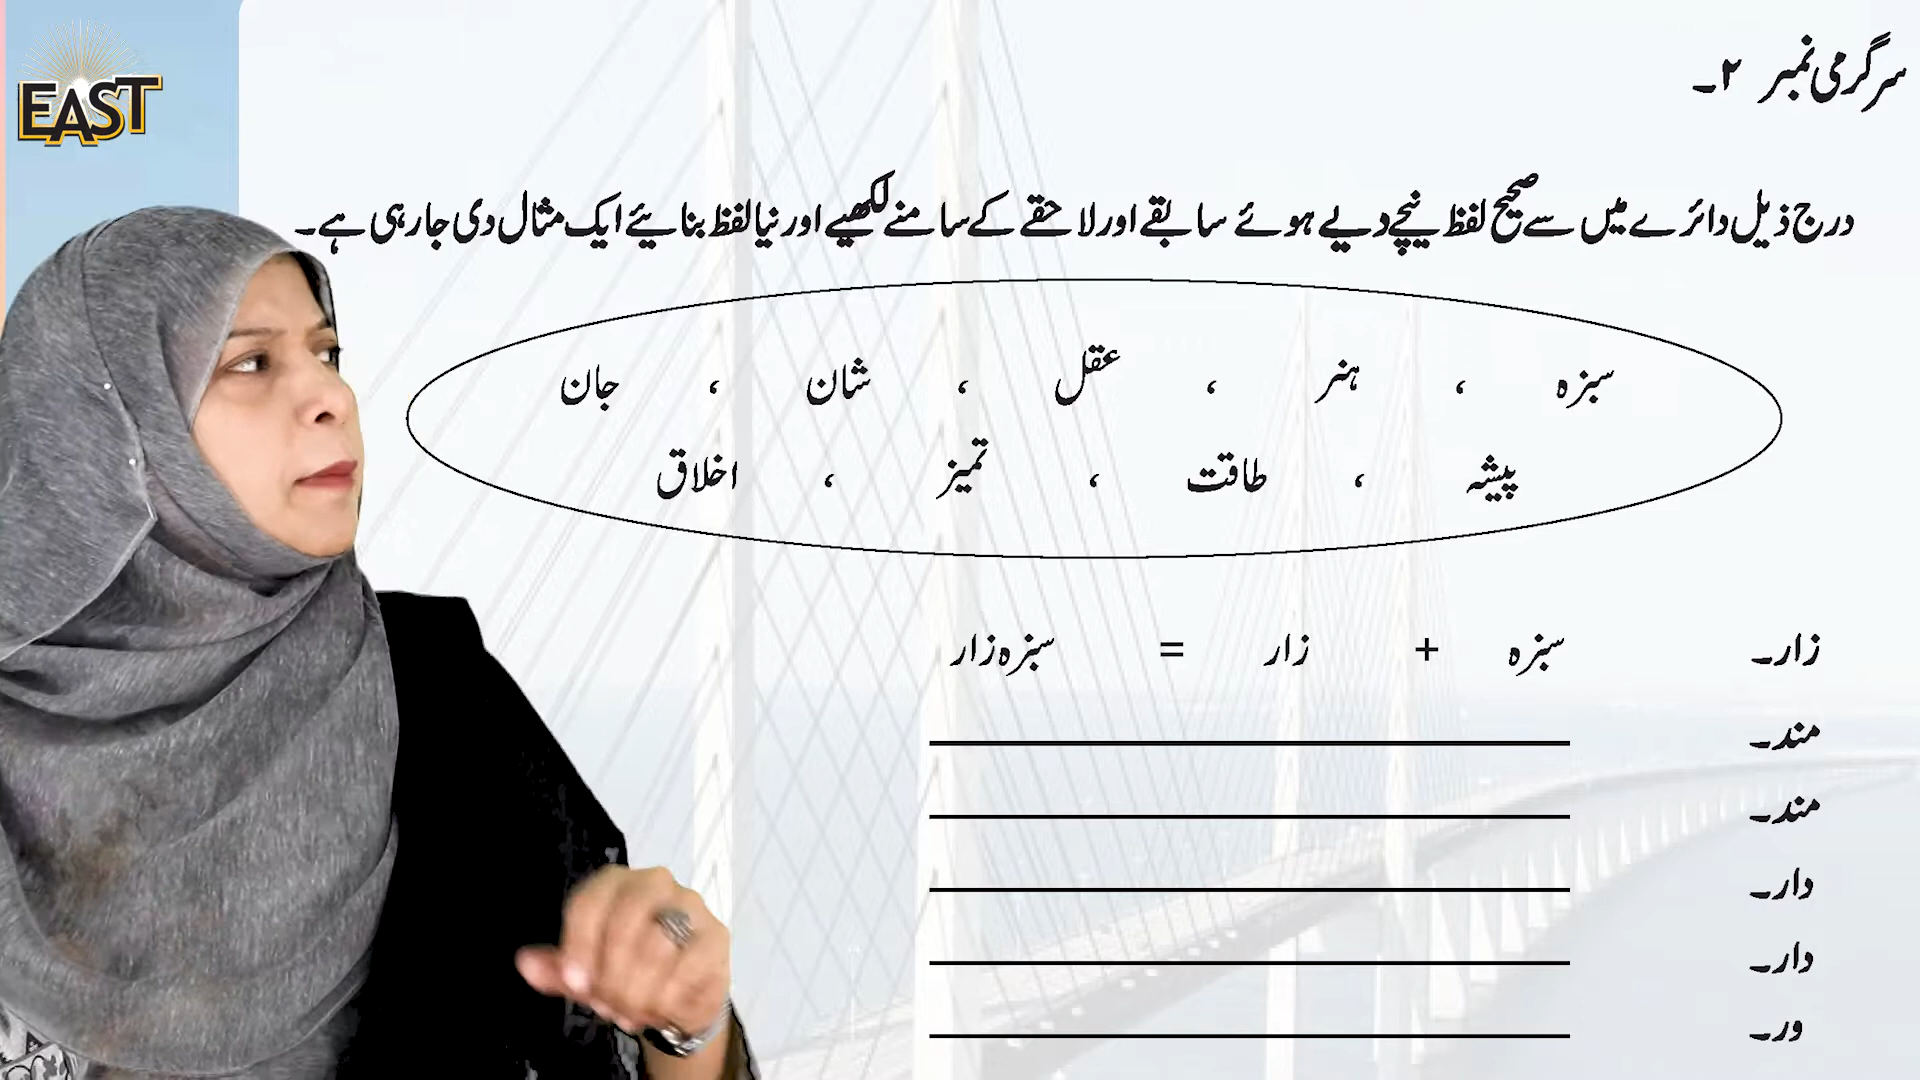 EAST
سرگرمی نمبر ۲۔
درج ذیل دائرے میں سے صحیح لفظ نیچے دیے ہوئے سابقے اور لاحقے کے سامنے لکھیے اور نیا لفظ بنائیے ایک مثال دی جا رہی ہے۔
سبزہ ، ہنر ، عقل ، شان ، جان
پیشہ ، طاقت ، تمیز ، اخلاق
زار۔ سبزہ + زار = سبزہ زار
مند۔
مند۔
دار۔
دار۔
ور۔